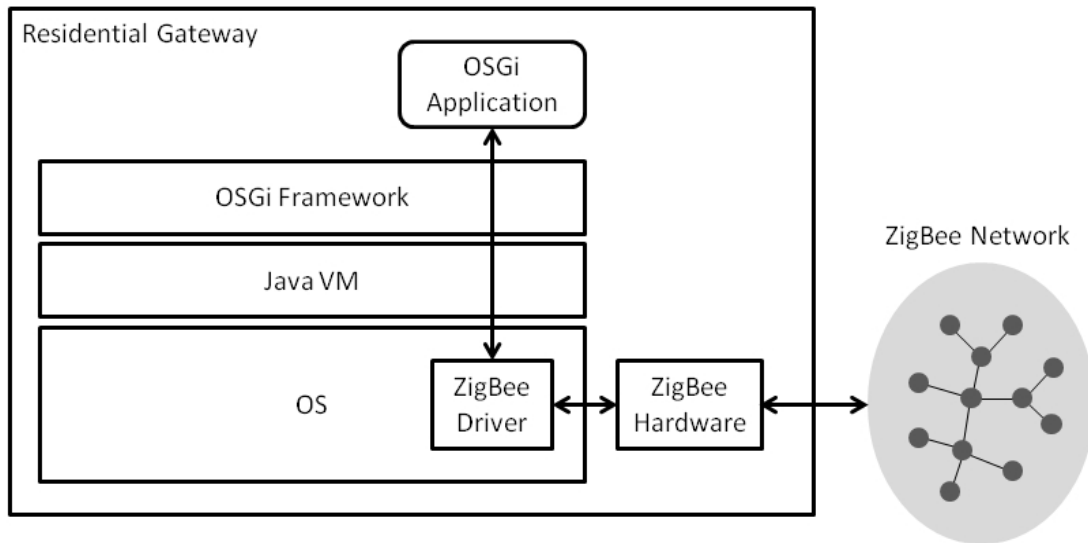 Residential Gateway
OSGi
Application
OSGi Framework
Java VM
OS
ZigBee
Driver
ZigBee
Hardware
ZigBee Network